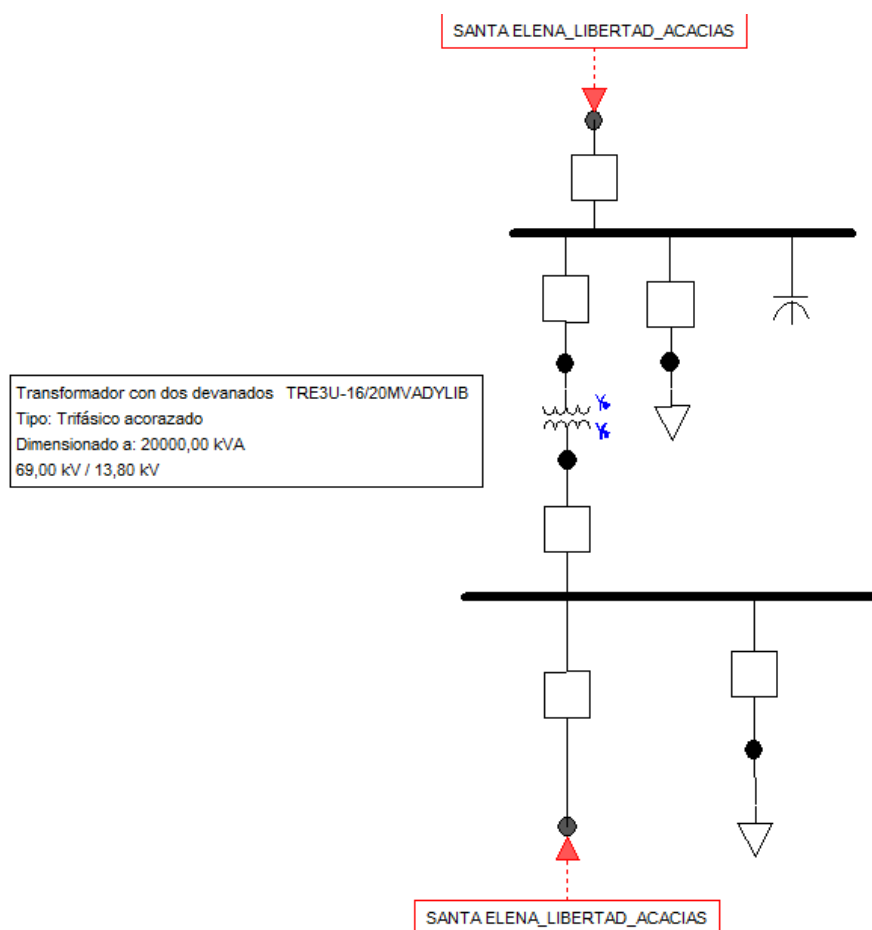 SANTA ELENA_LIBERTAD_ACACIAS
Transformador con dos devanados TRE3U-16/20MVADYLIB
Tipo: Trifásico acorazado
Dimensionado a: 20000,00 kVA
69,00 kV / 13,80 kV
SANTA ELENA_LIBERTAD_ACACIAS